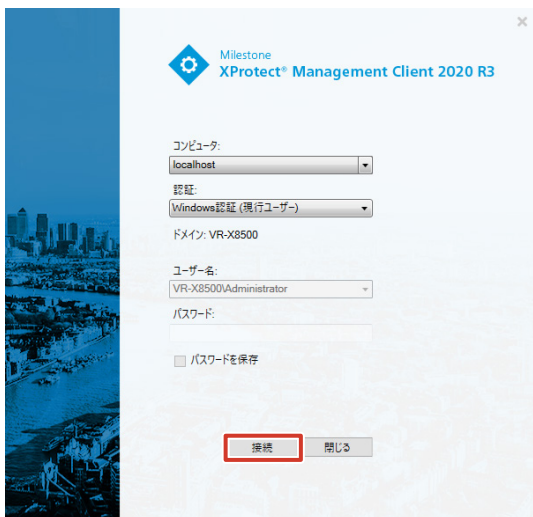 Milestone
XProtect® Management Client 2020 R3
コンピュータ:
localhost
認証:
Windows認証 (現行ユーザー)
ドメイン: VR-X8500
ユーザー名:
VR-X8500\Administrator
パスワード:
パスワードを保存
接続 閉じる